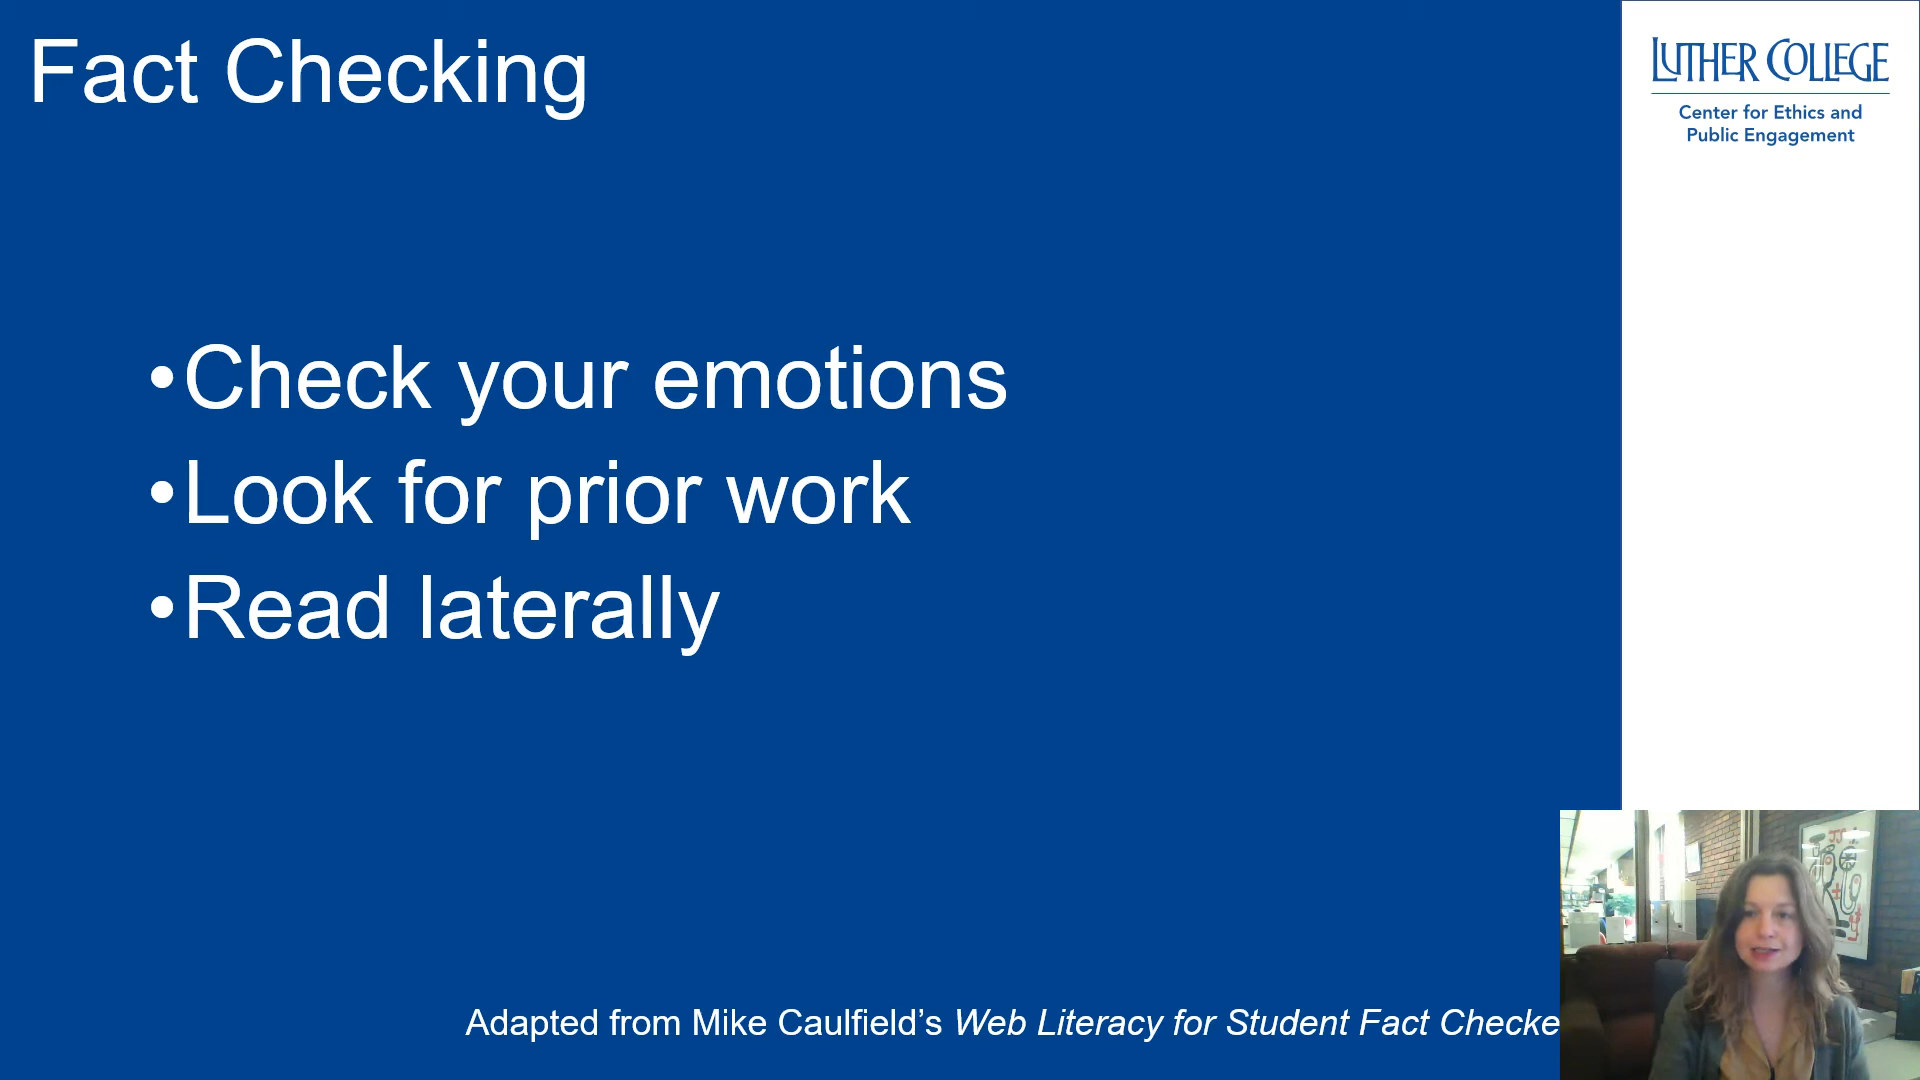 Fact Checking
LUTHER COLLEGE
Center for Ethics and
Public Engagement
•Check your emotions
•Look for prior work
•Read laterally
Adapted from Mike Caulfield’s Web Literacy for Student Fact Checke